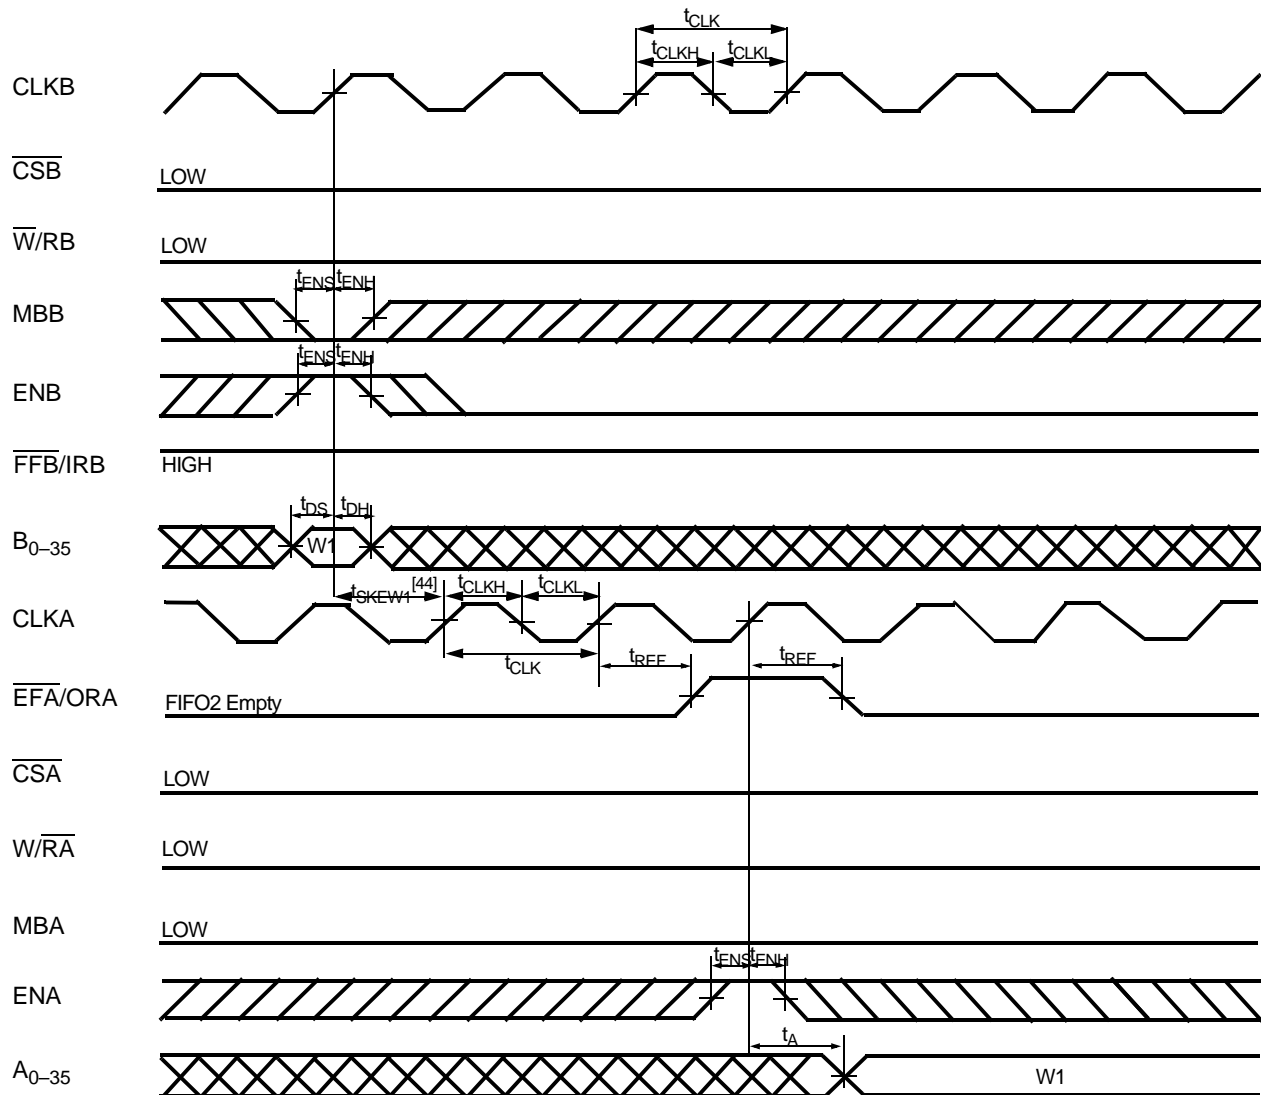 tCLK
tCLKH tCLKL
CLKB
CSB LOW
W/RB LOW
tENS tENH
MBB
tENS tENH
ENB
FFB/IRB HIGH
tDS tDH
B0–35 W1
tSKEW1[44] tCLKH tCLKL
CLKA
tCLK tREF tREF
EFA/ORA FIFO2 Empty
CSA LOW
W/RA LOW
MBA LOW
tENS tENH
ENA
tA
A0–35 W1